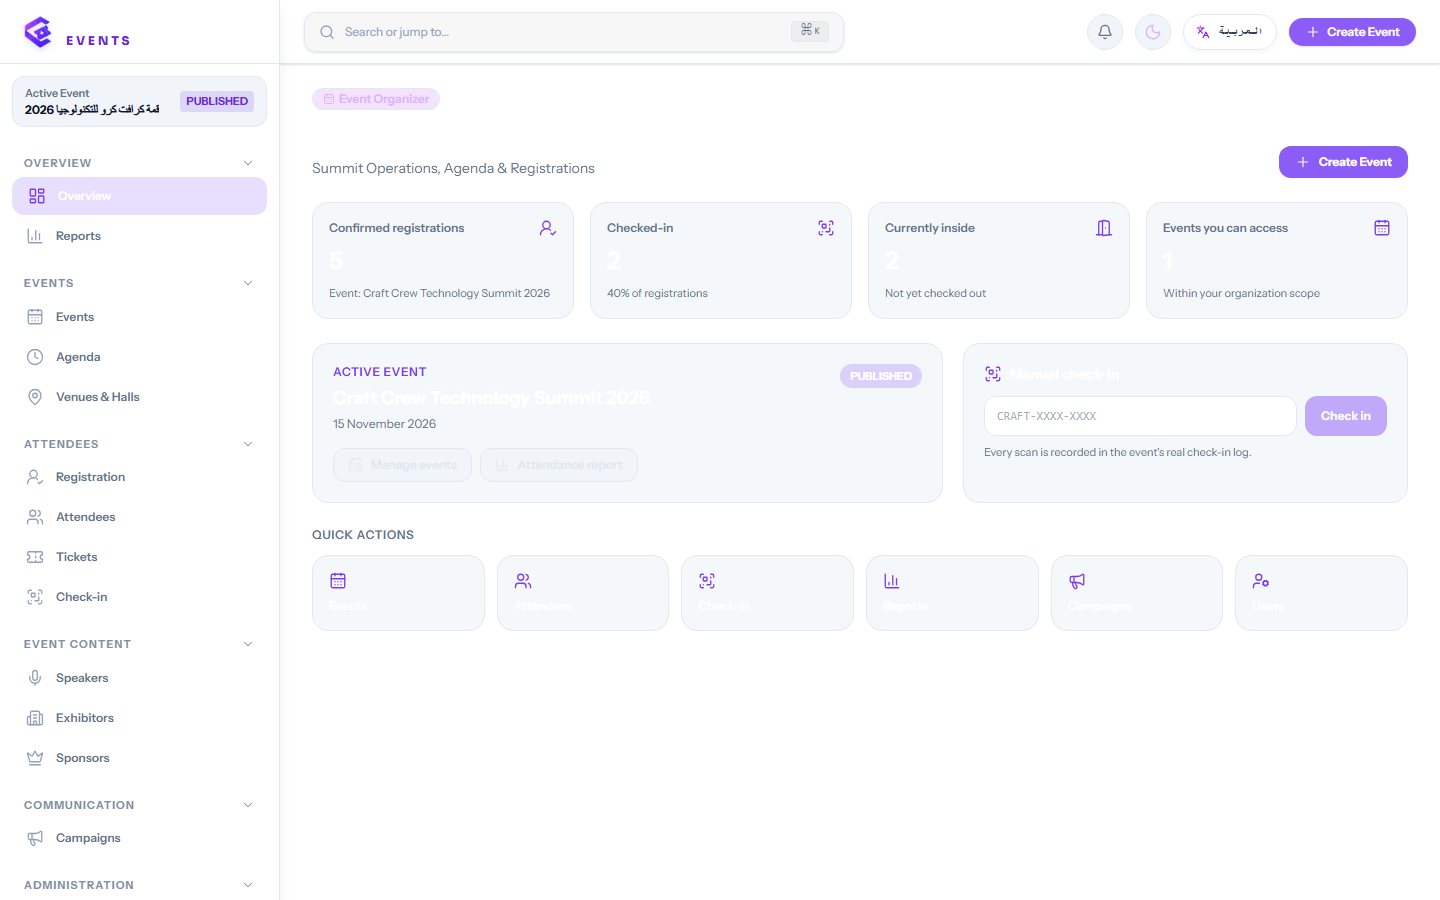 EVENTS
Search or jump to...
⌘K
العربية
Create Event
Active Event
قمة كرافت كرو للتكنولوجيا 2026
PUBLISHED
OVERVIEW
Overview
Reports
EVENTS
Events
Agenda
Venues & Halls
ATTENDEES
Registration
Attendees
Tickets
Check-in
EVENT CONTENT
Speakers
Exhibitors
Sponsors
COMMUNICATION
Campaigns
ADMINISTRATION
Event Organizer
Summit Operations, Agenda & Registrations
Create Event
Confirmed registrations
5
Event: Craft Crew Technology Summit 2026
Checked-in
2
40% of registrations
Currently inside
2
Not yet checked out
Events you can access
1
Within your organization scope
ACTIVE EVENT
PUBLISHED
Craft Crew Technology Summit 2026
15 November 2026
Manage events
Attendance report
Manual check-in
CRAFT-XXXX-XXXX
Check in
Every scan is recorded in the event's real check-in log.
QUICK ACTIONS
Events
Attendees
Check-in
Reports
Campaigns
Users